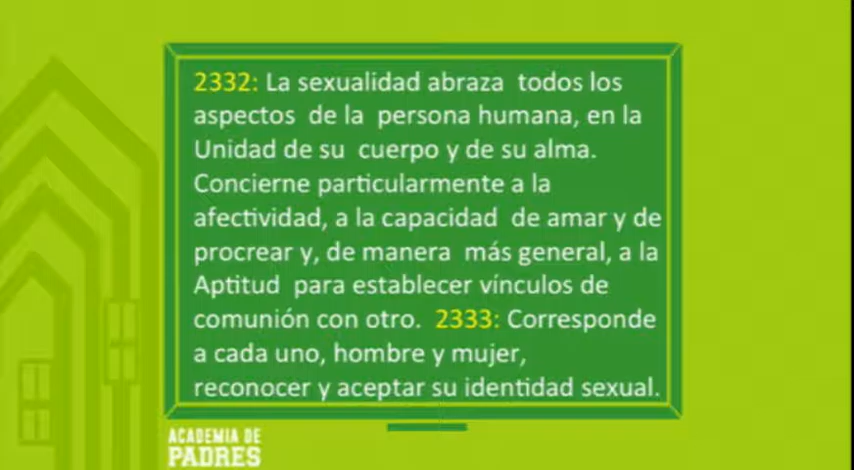 2332: La sexualidad abraza todos los
aspectos de la persona humana, en la
Unidad de su cuerpo y de su alma.
Concierne particularmente a la
afectividad, a la capacidad de amar y de
procrear y, de manera más general, a la
Aptitud para establecer vínculos de
comunión con otro. 2333: Corresponde
a cada uno, hombre y mujer,
reconocer y aceptar su identidad sexual.
ACADEMIA DE
PADRES